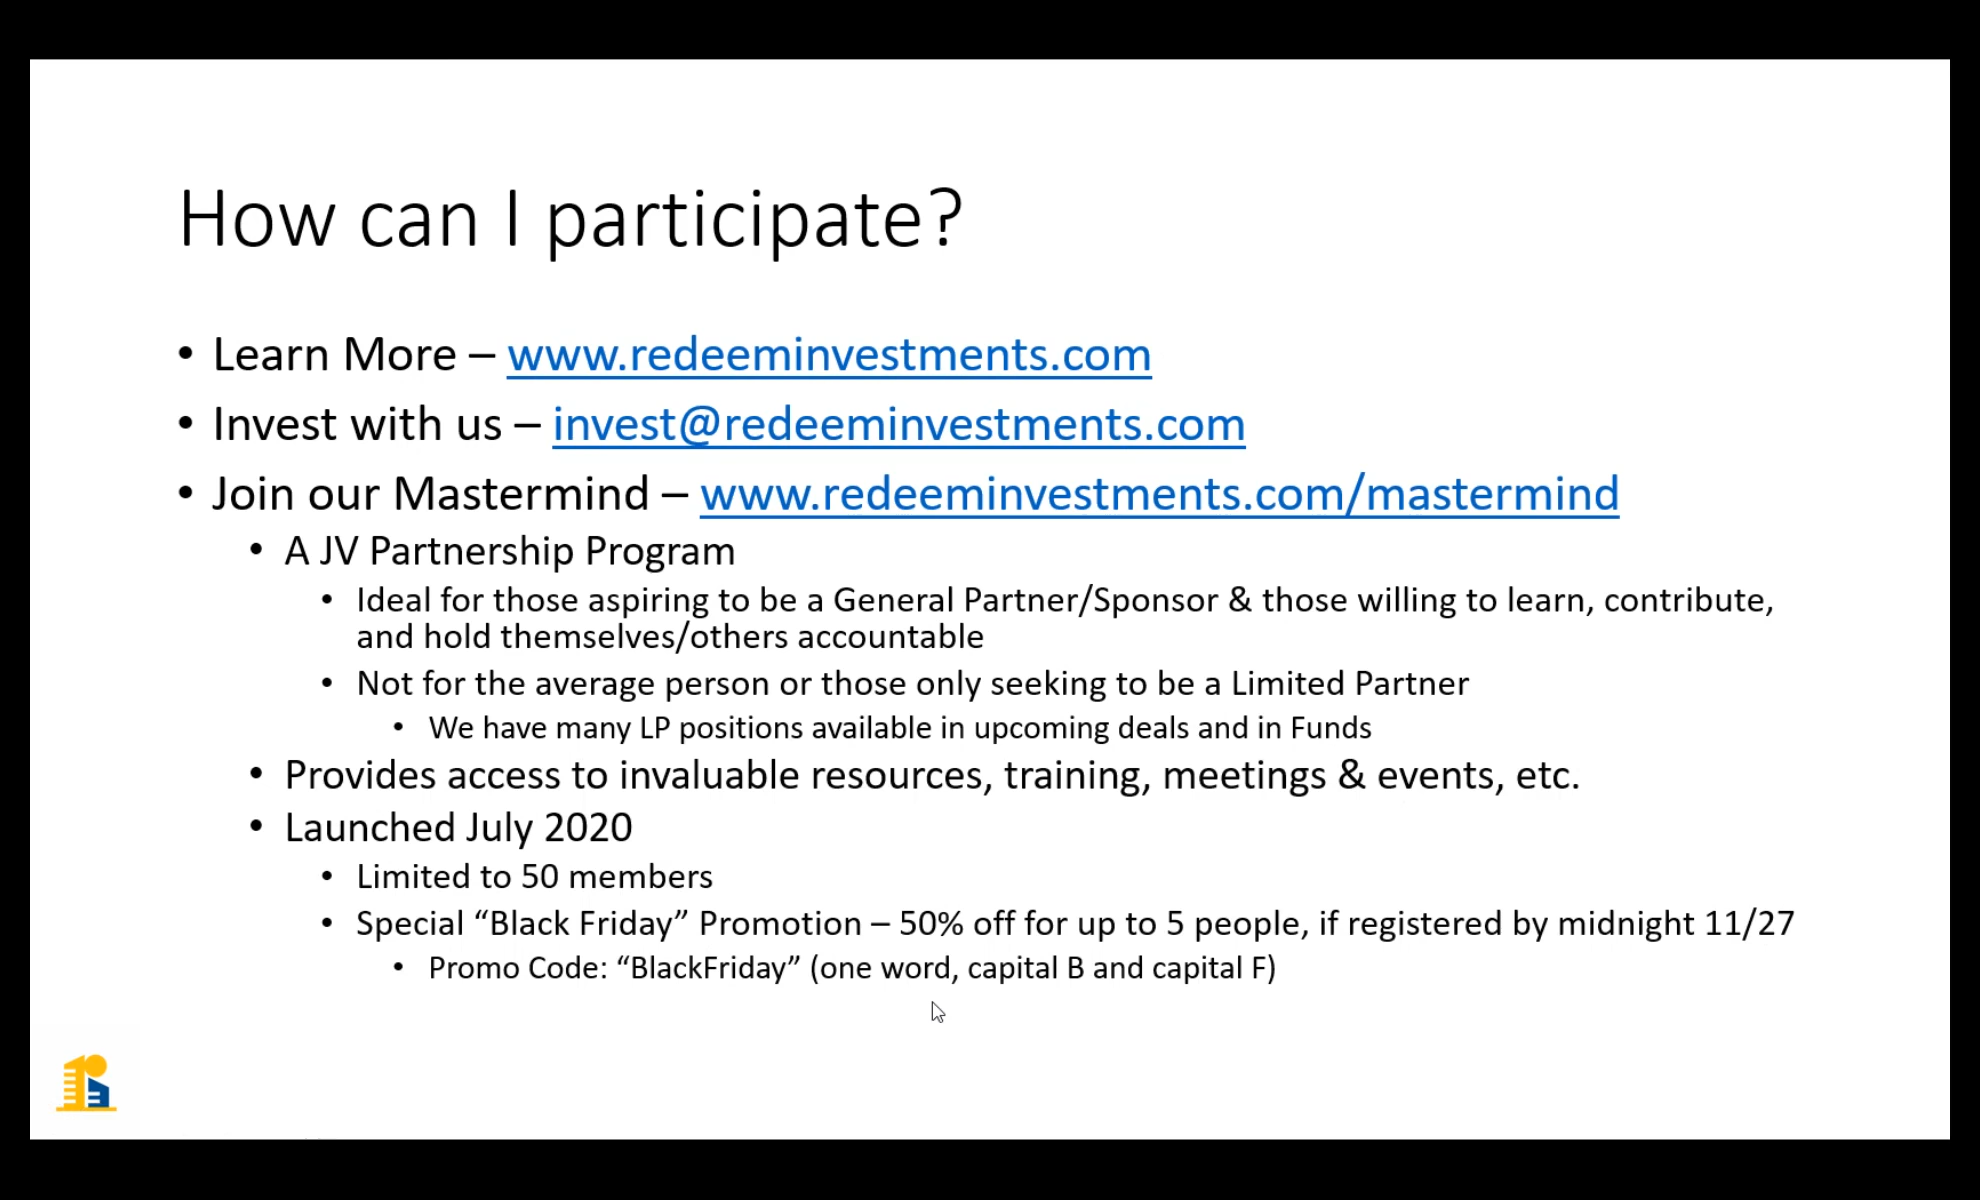 How can I participate?
• Learn More – www.redeeminvestments.com
• Invest with us – invest@redeeminvestments.com
• Join our Mastermind – www.redeeminvestments.com/mastermind
• A JV Partnership Program
• Ideal for those aspiring to be a General Partner/Sponsor & those willing to learn, contribute,
and hold themselves/others accountable
• Not for the average person or those only seeking to be a Limited Partner
• We have many LP positions available in upcoming deals and in Funds
• Provides access to invaluable resources, training, meetings & events, etc.
• Launched July 2020
• Limited to 50 members
• Special “Black Friday” Promotion – 50% off for up to 5 people, if registered by midnight 11/27
• Promo Code: “BlackFriday” (one word, capital B and capital F)